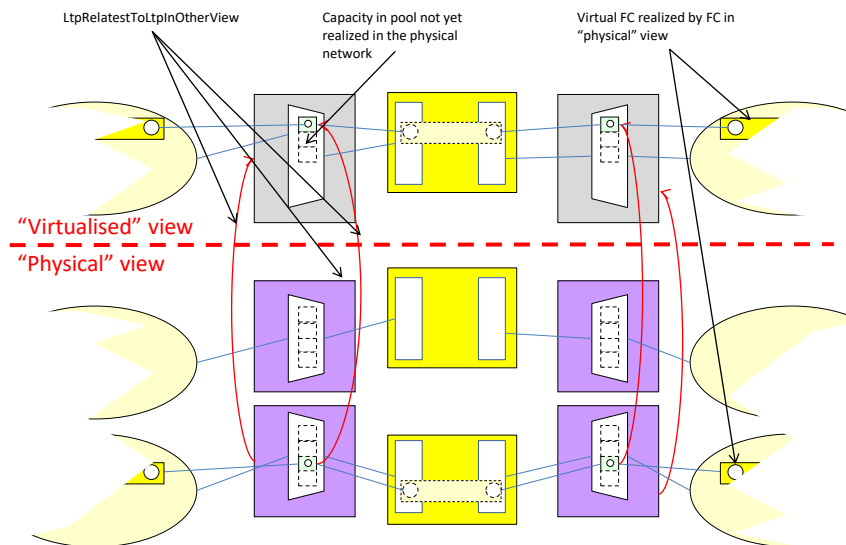 LtpRelatestToLtpInOtherView
Capacity in pool not yet
realized in the physical
network
Virtual FC realized by FC in
“physical” view
“Virtualised” view
“Physical” view